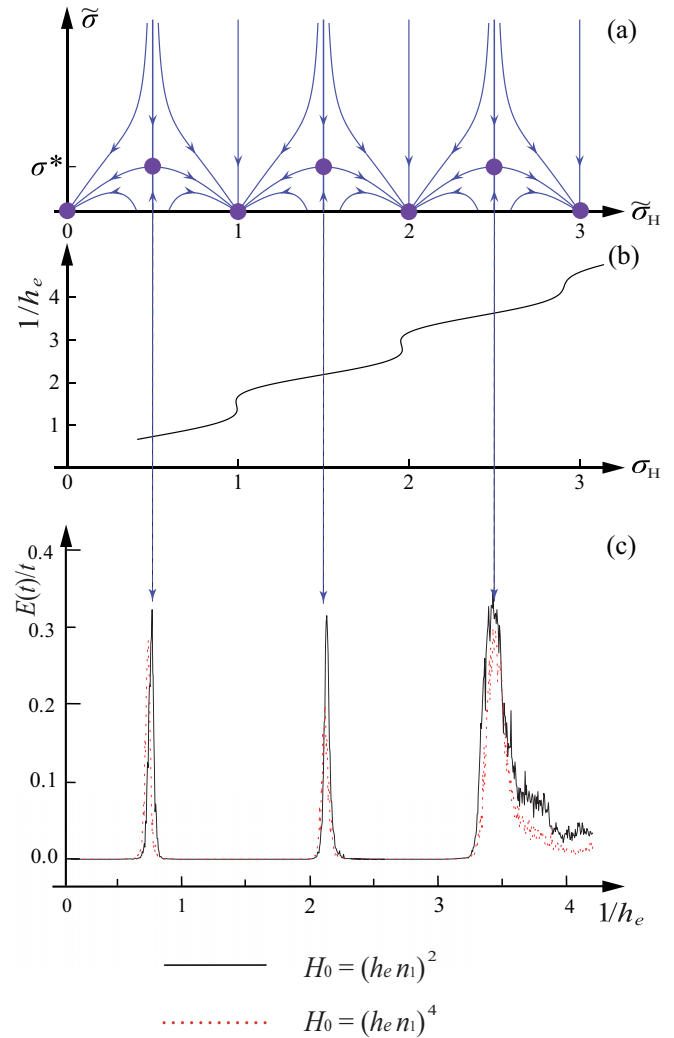 σ̃
(a)
σ*
σ̃H
0 1 2 3
(b)
1/he
4
3
2
1
0 1 2 3
σH
(c)
E(t)/t
0.4
0.3
0.2
0.1
0.0
0 1 2 3 4
1/he
H0 = (he n1)^2
H0 = (he n1)^4